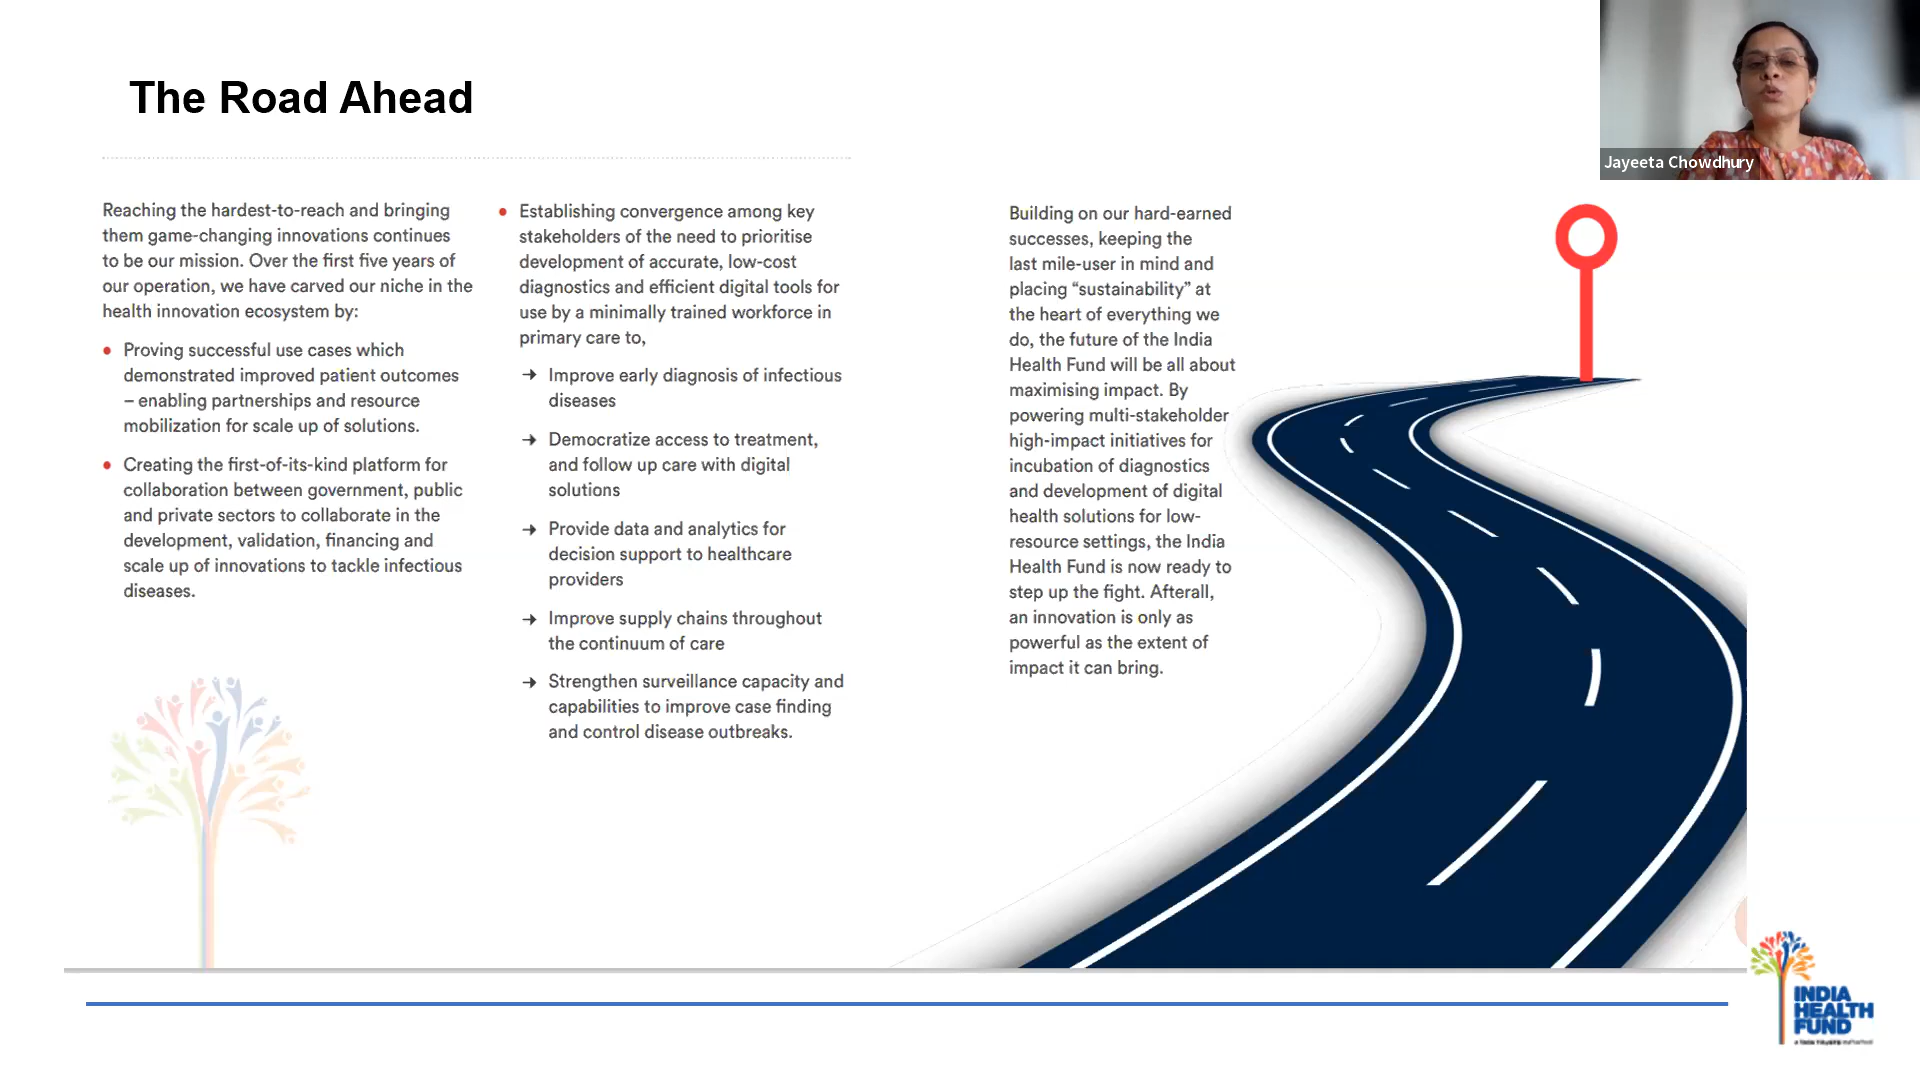 The Road Ahead
Jayeeta Chowdhury
Reaching the hardest-to-reach and bringing
them game-changing innovations continues
to be our mission. Over the first five years of
our operation, we have carved our niche in the
health innovation ecosystem by:
• Proving successful use cases which
demonstrated improved patient outcomes
– enabling partnerships and resource
mobilization for scale up of solutions.
• Creating the first-of-its-kind platform for
collaboration between government, public
and private sectors to collaborate in the
development, validation, financing and
scale up of innovations to tackle infectious
diseases.
• Establishing convergence among key
stakeholders of the need to prioritise
development of accurate, low-cost
diagnostics and efficient digital tools for
use by a minimally trained workforce in
primary care to,
→ Improve early diagnosis of infectious
diseases
→ Democratize access to treatment,
and follow up care with digital
solutions
→ Provide data and analytics for
decision support to healthcare
providers
→ Improve supply chains throughout
the continuum of care
→ Strengthen surveillance capacity and
capabilities to improve case finding
and control disease outbreaks.
Building on our hard-earned
successes, keeping the
last mile-user in mind and
placing “sustainability” at
the heart of everything we
do, the future of the India
Health Fund will be all about
maximising impact. By
powering multi-stakeholder
high-impact initiatives for
incubation of diagnostics
and development of digital
health solutions for low-
resource settings, the India
Health Fund is now ready to
step up the fight. Afterall,
an innovation is only as
powerful as the extent of
impact it can bring.
INDIA
HEALTH
FUND